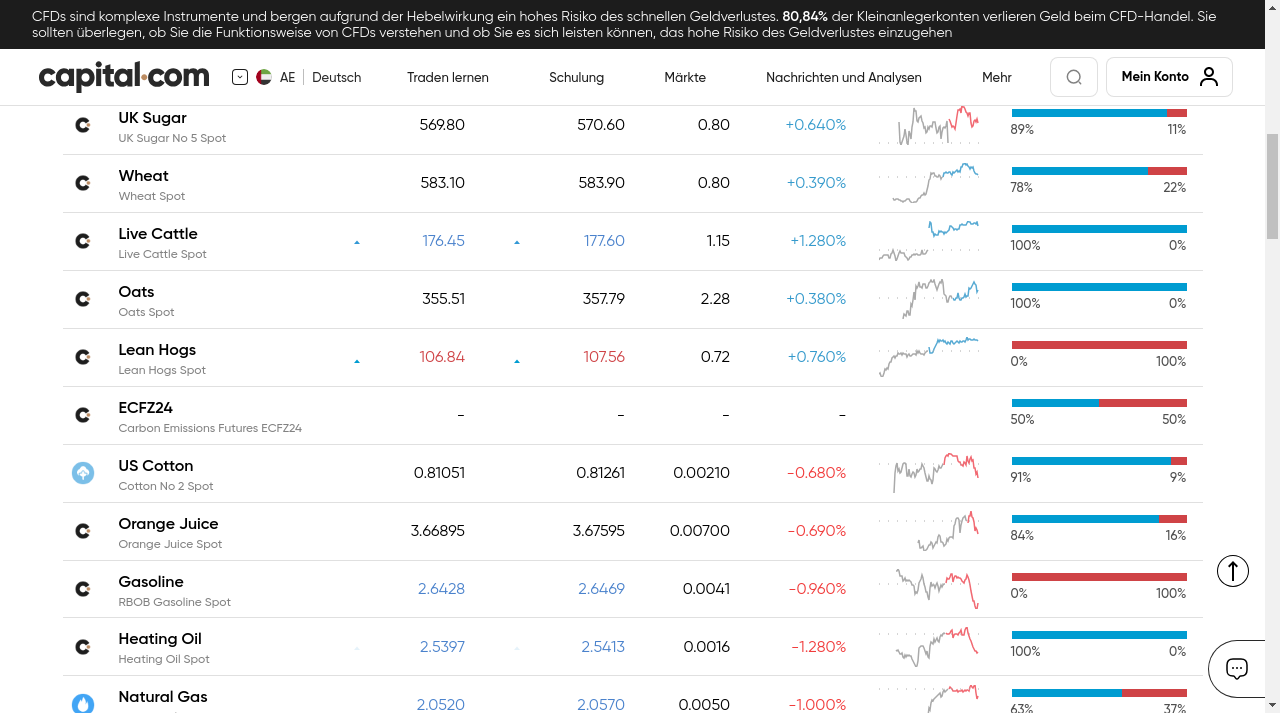 CFDs sind komplexe Instrumente und bergen aufgrund der Hebelwirkung ein hohes Risiko des schnellen Geldverlustes. 80,84% der Kleinanlegerkonten verlieren Geld beim CFD-Handel. Sie
sollten überlegen, ob Sie die Funktionsweise von CFDs verstehen und ob Sie es sich leisten können, das hohe Risiko des Geldverlustes einzugehen
capital.com AE Deutsch Traden lernen Schulung Märkte Nachrichten und Analysen Mehr Mein Konto
UK Sugar 569.80 570.60 0.80 +0.640%
UK Sugar No 5 Spot 89% 11%
Wheat 583.10 583.90 0.80 +0.390%
Wheat Spot 78% 22%
Live Cattle 176.45 177.60 1.15 +1.280%
Live Cattle Spot 100% 0%
Oats 355.51 357.79 2.28 +0.380%
Oats Spot 100% 0%
Lean Hogs 106.84 107.56 0.72 +0.760%
Lean Hogs Spot 0% 100%
ECFZ24 - - - -
Carbon Emissions Futures ECFZ24 50% 50%
US Cotton 0.81051 0.81261 0.00210 -0.680%
Cotton No 2 Spot 91% 9%
Orange Juice 3.66895 3.67595 0.00700 -0.690%
Orange Juice Spot 84% 16%
Gasoline 2.6428 2.6469 0.0041 -0.960%
RBOB Gasoline Spot 0% 100%
Heating Oil 2.5397 2.5413 0.0016 -1.280%
Heating Oil Spot 100% 0%
Natural Gas 2.0520 2.0570 0.0050 -1.000%
63% 37%